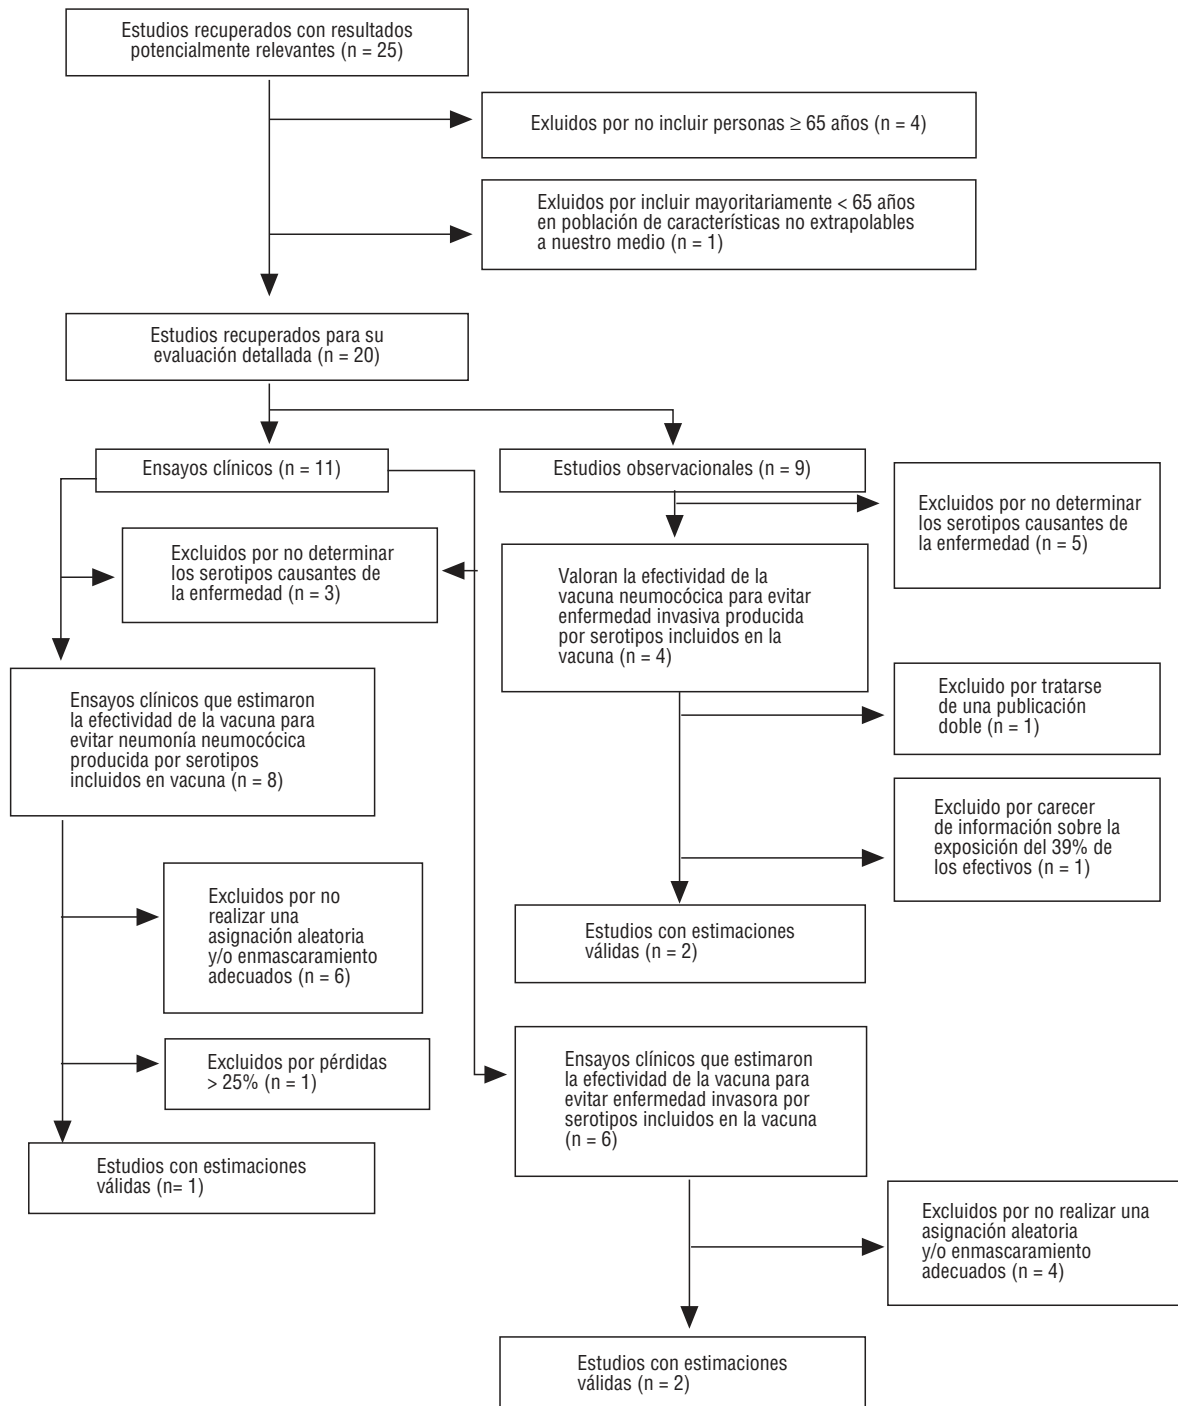 Estudios recuperados con resultados
potencialmente relevantes (n = 25)
Exluidos por no incluir personas ≥ 65 años (n = 4)
Exluidos por incluir mayoritariamente < 65 años
en población de características no extrapolables
a nuestro medio (n = 1)
Estudios recuperados para su
evaluación detallada (n = 20)
Ensayos clínicos (n = 11)
Estudios observacionales (n = 9)
Excluidos por no determinar
los serotipos causantes de
la enfermedad (n = 5)
Excluidos por no determinar
los serotipos causantes de
la enfermedad (n = 3)
Valoran la efectividad de la
vacuna neumocócica para evitar
enfermedad invasiva producida
por serotipos incluidos en la
vacuna (n = 4)
Ensayos clínicos que estimaron
la efectividad de la vacuna para
evitar neumonía neumocócica
producida por serotipos
incluidos en vacuna (n = 8)
Excluido por tratarse
de una publicación
doble (n = 1)
Excluido por carecer
de información sobre la
exposición del 39% de
los efectivos (n = 1)
Excluidos por no
realizar una
asignación aleatoria
y/o enmascaramiento
adecuados (n = 6)
Estudios con estimaciones
válidas (n = 2)
Excluidos por pérdidas
> 25% (n = 1)
Ensayos clínicos que estimaron
la efectividad de la vacuna para
evitar enfermedad invasora por
serotipos incluidos en la vacuna
(n = 6)
Estudios con estimaciones
válidas (n= 1)
Excluidos por no realizar una
asignación aleatoria
y/o enmascaramiento
adecuados (n = 4)
Estudios con estimaciones
válidas (n = 2)